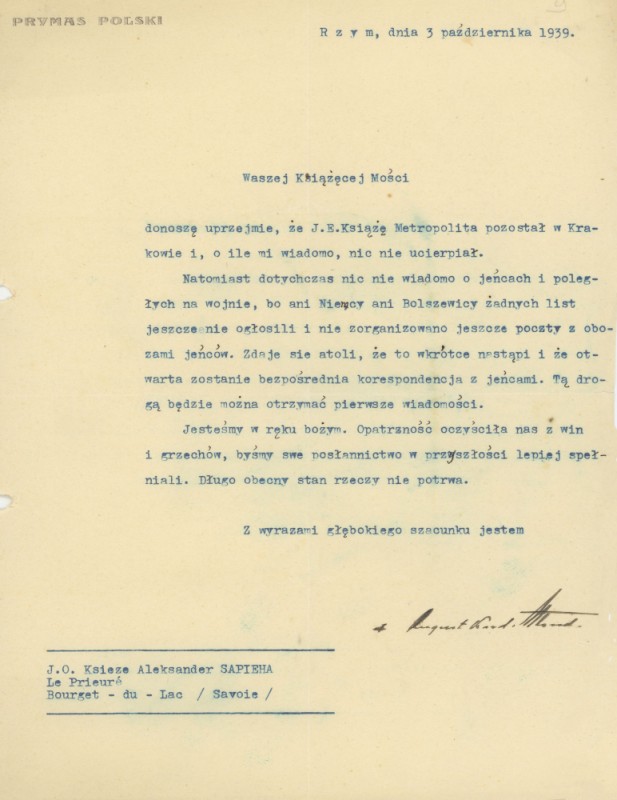 PRYMAS POLSKI
R z y m, dnia 3 października 1939.
Waszej Książęcej Mości
donoszę uprzejmie, że J.E.Książę Metropolita pozostał w Kra-
kowie i, o ile mi wiadomo, nic nie ucierpiał.
Natomiast dotychczas nic nie wiadomo o jeńcach i poleg-
łych na wojnie, bo ani Niemcy ani Bolszewicy żadnych list
jeszcze nie ogłosili i nie zorganizowano jeszcze poczty z obo-
zami jeńców. Zdaje sie atoli, że to wkrótce nastąpi i że ot-
warta zostanie bezpośrednia korespondencja z jeńcami. Tą dro-
gą będzie można otrzymać pierwsze wiadomości.
Jesteśmy w ręku bożym. Opatrzność oczyściła nas z win
i grzechów, byśmy swe posłannictwo w przyszłości lepiej speł-
niali. Długo obecny stan rzeczy nie potrwa.
Z wyrazami głębokiego szacunku jestem
+ August Kard. Hlond.
J.O. Ksieze Aleksander SAPIEHA
Le Prieuré
Bourget - du - Lac / Savoie /